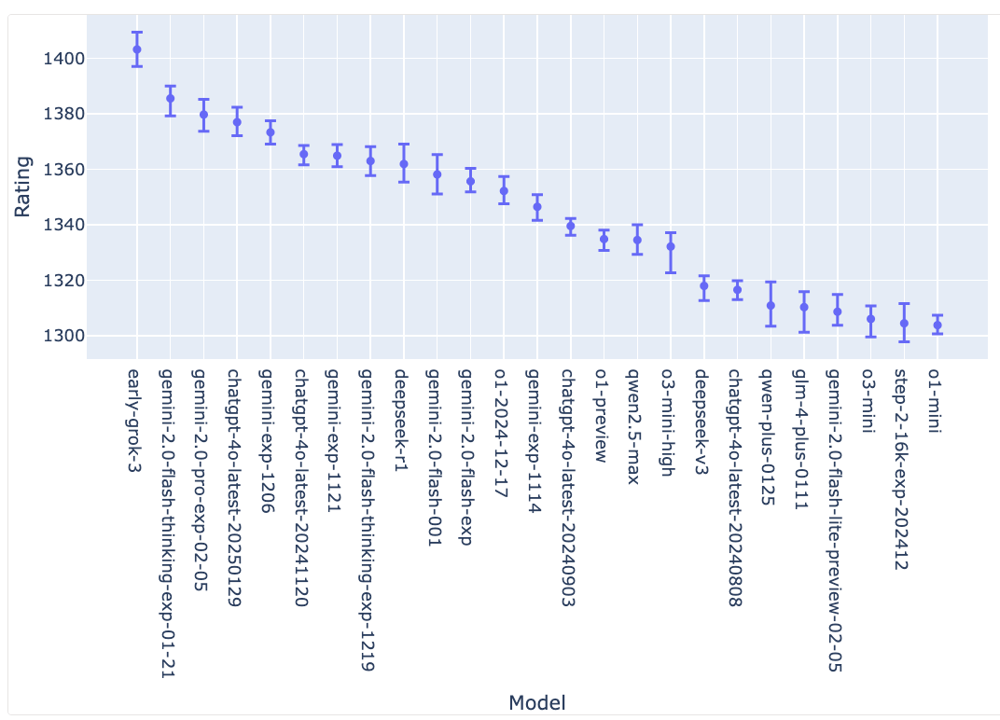 1400
1380
1360
1340
1320
1300
Rating
early-grok-3
gemini-2.0-flash-thinking-exp-01-21
gemini-2.0-pro-exp-02-05
chatgpt-4o-latest-20250129
gemini-exp-1206
chatgpt-4o-latest-20241120
gemini-exp-1121
gemini-2.0-flash-thinking-exp-1219
deepseek-r1
gemini-2.0-flash-001
gemini-2.0-flash-exp
o1-2024-12-17
gemini-exp-1114
chatgpt-4o-latest-20240903
o1-preview
qwen2.5-max
o3-mini-high
deepseek-v3
chatgpt-4o-latest-20240808
qwen-plus-0125
glm-4-plus-0111
gemini-2.0-flash-lite-preview-02-05
o3-mini
step-2-16k-exp-202412
o1-mini
Model